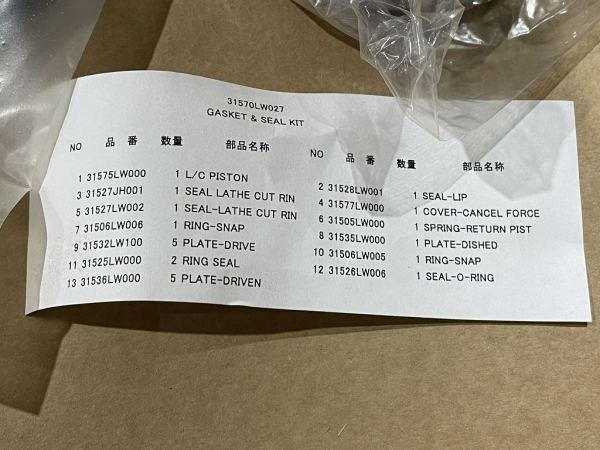 31570LW027
GASKET & SEAL KIT
NO 品 番 数量 部品名称
1 31575LW000 1 L/C PISTON
3 31527JH001 1 SEAL LATHE CUT RIN
5 31527LW002 1 SEAL-LATHE CUT RIN
7 31506LW006 1 RING-SNAP
9 31532LW100 5 PLATE-DRIVE
11 31525LW000 2 RING SEAL
13 31536LW000 5 PLATE-DRIVEN
NO 品 番 数量 部品名称
2 31528LW001 1 SEAL-LIP
4 31577LW000 1 COVER-CANCEL FORCE
6 31505LW000 1 SPRING-RETURN PIST
8 31535LW000 1 PLATE-DISHED
10 31506LW005 1 RING-SNAP
12 31526LW006 1 SEAL-O-RING